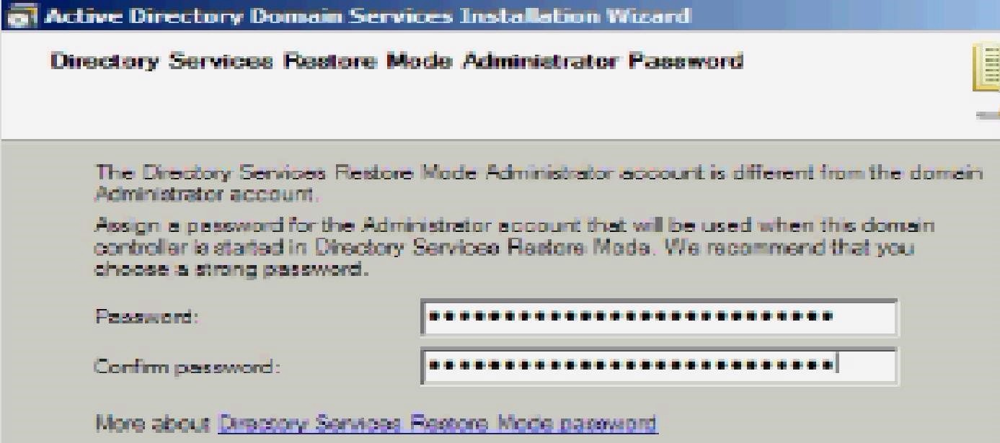 Active Directory Domain Services Installation Wizard
Directory Services Restore Mode Administrator Password
The Directory Services Restore Mode Administrator account is different from the domain
Administrator account.
Assign a password for the Administrator account that will be used when this domain
controller is started in Directory Services Restore Mode. We recommend that you
choose a strong password.
Password:
Confirm password:
More about Directory Services Restore Mode password